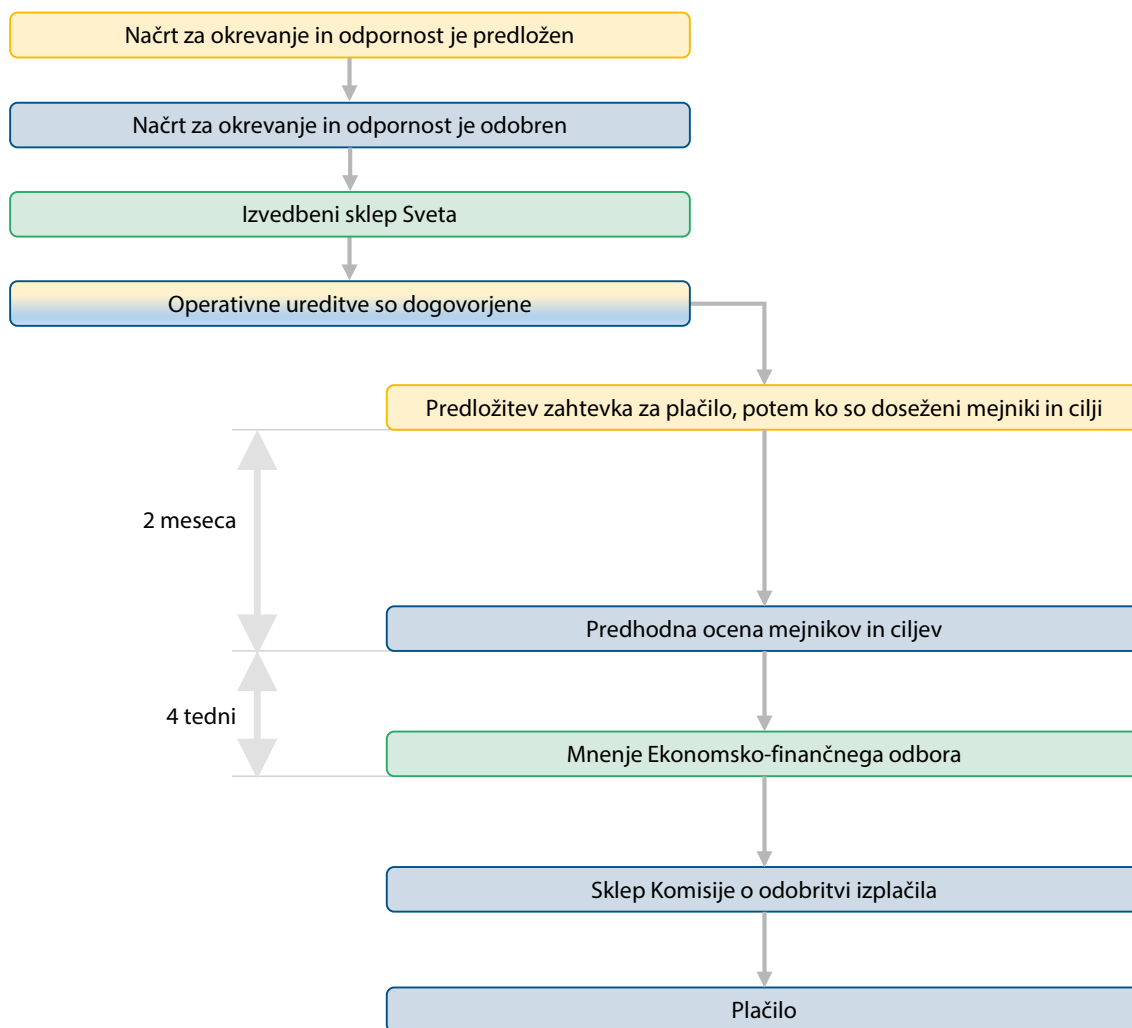 Načrt za okrevanje in odpornost je predložen
Načrt za okrevanje in odpornost je odobren
Izvedbeni sklep Sveta
Operativne ureditve so dogovorjene
Predložitev zahtevka za plačilo, potem ko so doseženi mejniki in cilji
2 meseca
Predhodna ocena mejnikov in ciljev
4 tedni
Mnenje Ekonomsko-finančnega odbora
Sklep Komisije o odobritvi izplačila
Plačilo